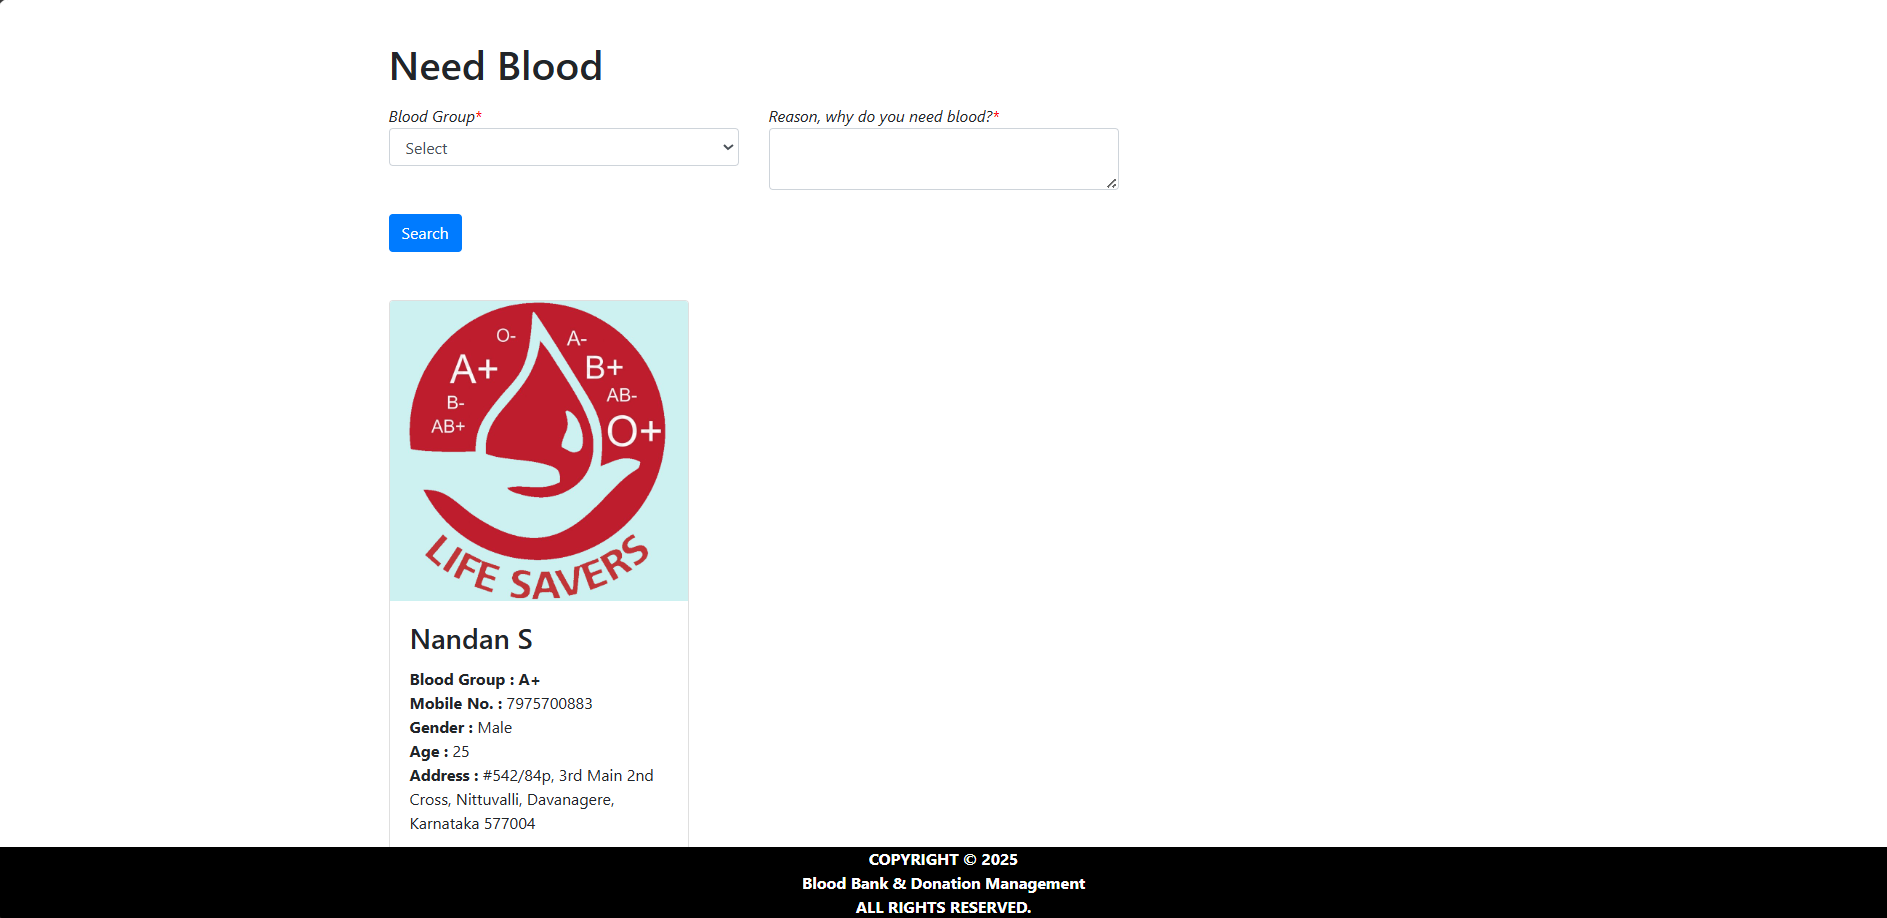 Need Blood
Blood Group*
Reason, why do you need blood?*
Select
Search
O-
A-
A+
B+
B-
AB-
AB+
O+
LIFE SAVERS
Nandan S
Blood Group : A+
Mobile No. : 7975700883
Gender : Male
Age : 25
Address : #542/84p, 3rd Main 2nd
Cross, Nittuvalli, Davanagere,
Karnataka 577004
COPYRIGHT © 2025
Blood Bank & Donation Management
ALL RIGHTS RESERVED.